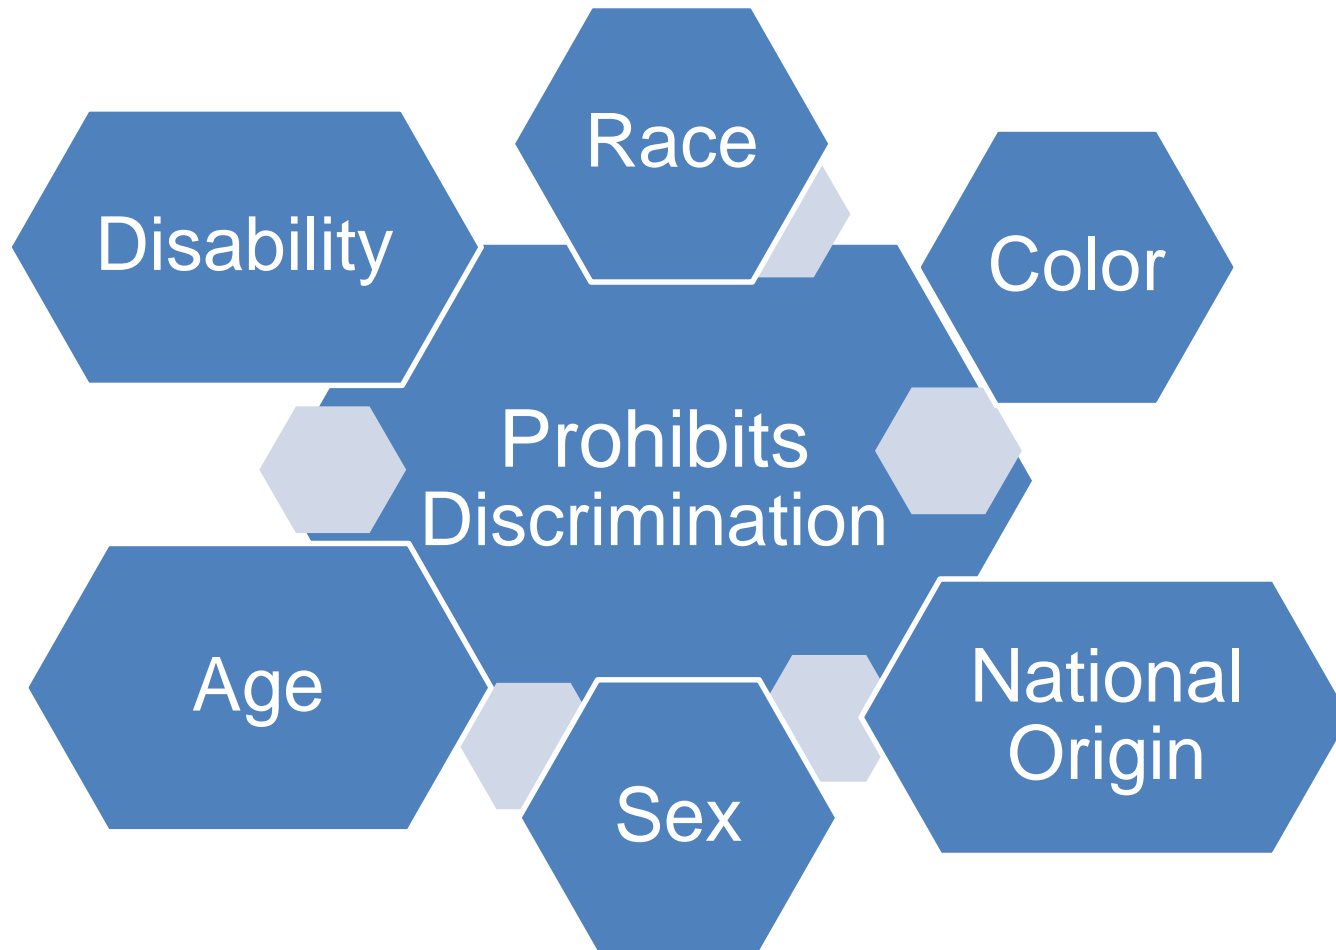 Race
Disability
Color
Prohibits
Discrimination
Age
National
Origin
Sex